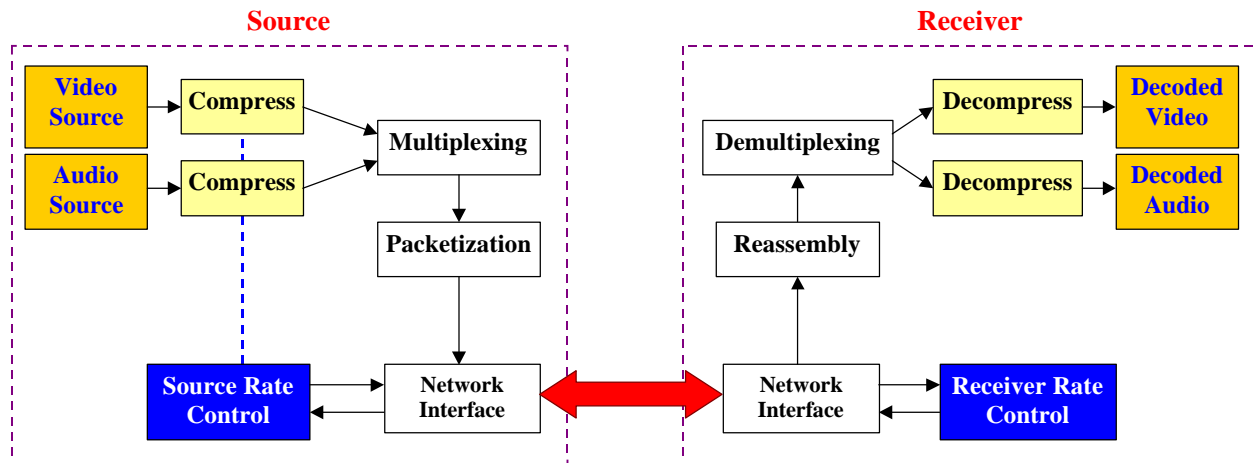 Source
Receiver
Video
Source
Compress
Audio
Source
Compress
Multiplexing
Packetization
Source Rate
Control
Network
Interface
Demultiplexing
Decompress
Decoded
Video
Decompress
Decoded
Audio
Reassembly
Network
Interface
Receiver Rate
Control